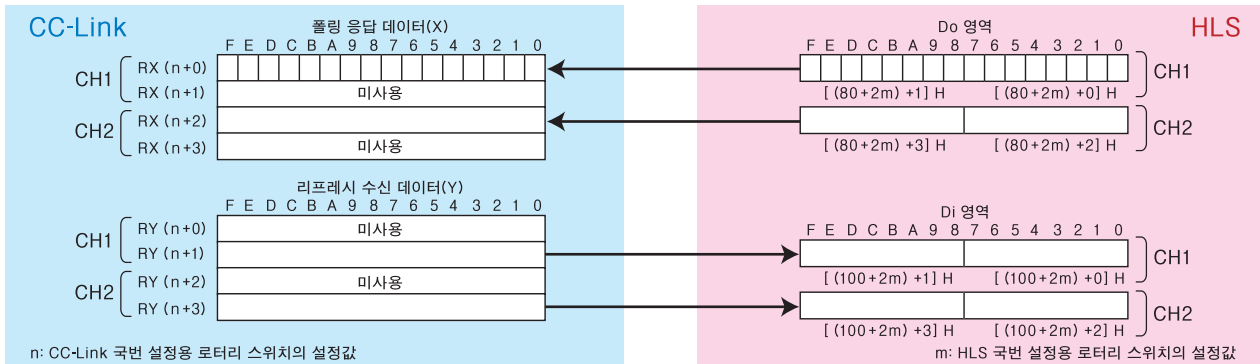 CC-Link
폴링 응답 데이터(X)
F E D C B A 9 8 7 6 5 4 3 2 1 0
CH1
RX (n+0)
RX (n+1)
미사용
CH2
RX (n+2)
RX (n+3)
미사용
리프레시 수신 데이터(Y)
F E D C B A 9 8 7 6 5 4 3 2 1 0
CH1
RY (n+0)
미사용
RY (n+1)
CH2
RY (n+2)
미사용
RY (n+3)
n: CC-Link 국번 설정용 로터리 스위치의 설정값
HLS
Do 영역
F E D C B A 9 8 7 6 5 4 3 2 1 0
CH1
[ (80+2m) +1] H [ (80+2m) +0] H
CH2
[ (80+2m) +3] H [ (80+2m) +2] H
Di 영역
F E D C B A 9 8 7 6 5 4 3 2 1 0
CH1
[ (100+2m) +1] H [ (100+2m) +0] H
CH2
[ (100+2m) +3] H [ (100+2m) +2] H
m: HLS 국번 설정용 로터리 스위치의 설정값